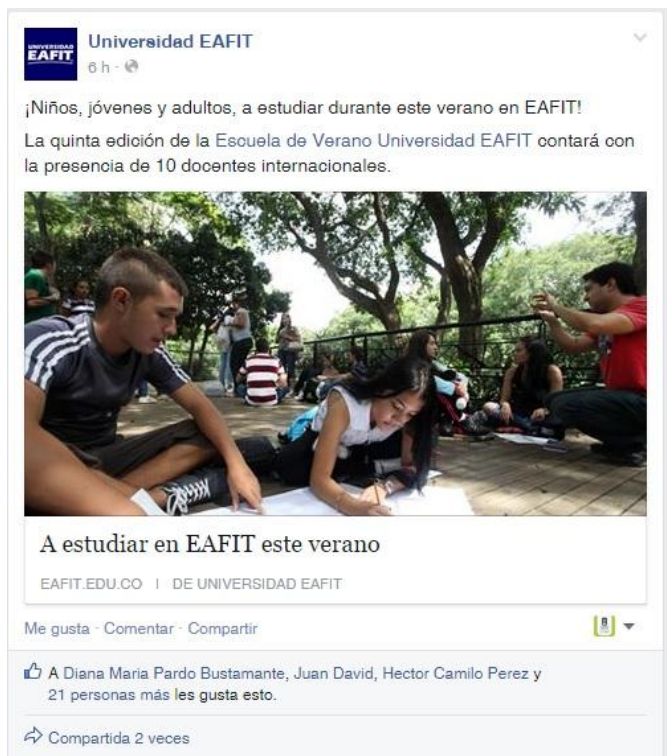 UNIVERSIDAD
EAFIT
Universidad EAFIT
6 h ·
¡Niños, jóvenes y adultos, a estudiar durante este verano en EAFIT!
La quinta edición de la Escuela de Verano Universidad EAFIT contará con
la presencia de 10 docentes internacionales.
A estudiar en EAFIT este verano
EAFIT.EDU.CO | DE UNIVERSIDAD EAFIT
Me gusta · Comentar · Compartir
A Diana Maria Pardo Bustamante, Juan David, Hector Camilo Perez y
21 personas más les gusta esto.
Compartida 2 veces